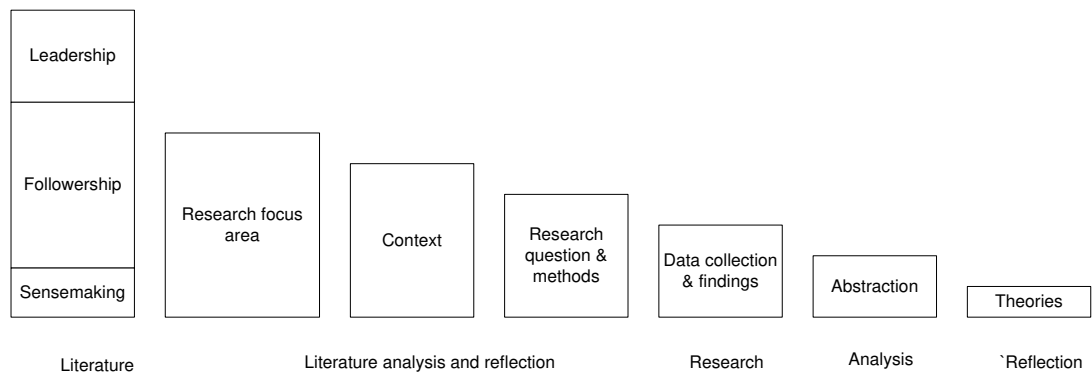 Leadership
Followership
Sensemaking
Research focus
area
Context
Research
question &
methods
Data collection
& findings
Abstraction
Theories
Literature
Literature analysis and reflection
Research
Analysis
`Reflection